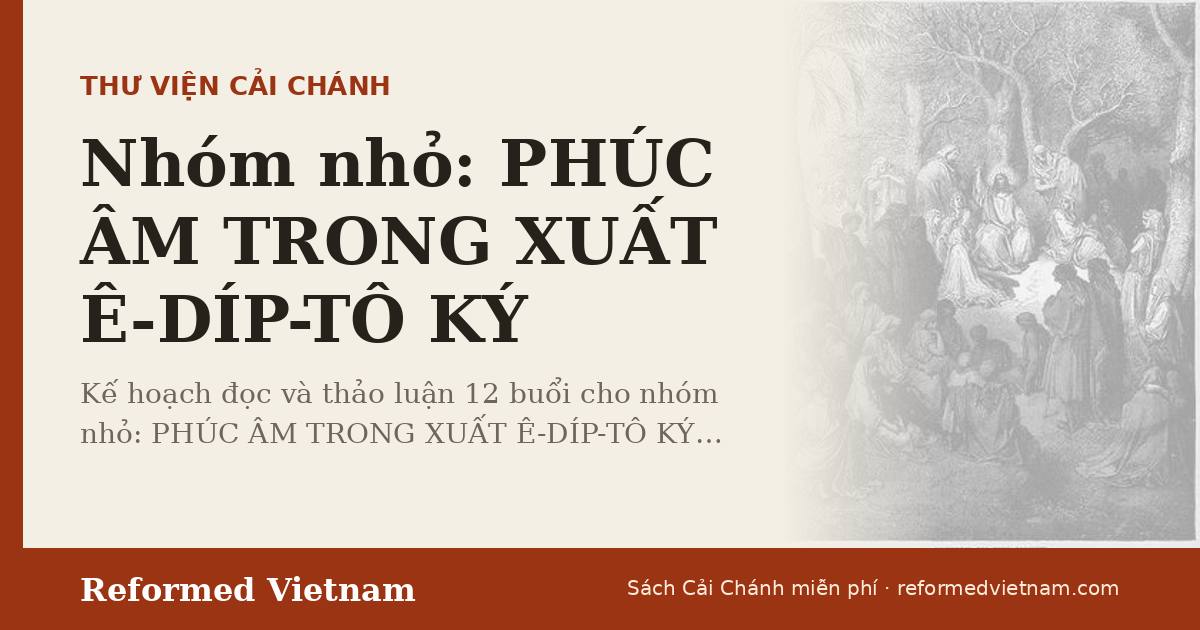 THƯ VIỆN CẢI CHÁNH
Nhóm nhỏ: PHÚC
ÂM TRONG XUẤT
Ê-DÍP-TÔ KÝ
Kế hoạch đọc và thảo luận 12 buổi cho nhóm
nhỏ: PHÚC ÂM TRONG XUẤT Ê-DÍP-TÔ KÝ...
Reformed Vietnam
Sách Cải Chánh miễn phí · reformedvietnam.com